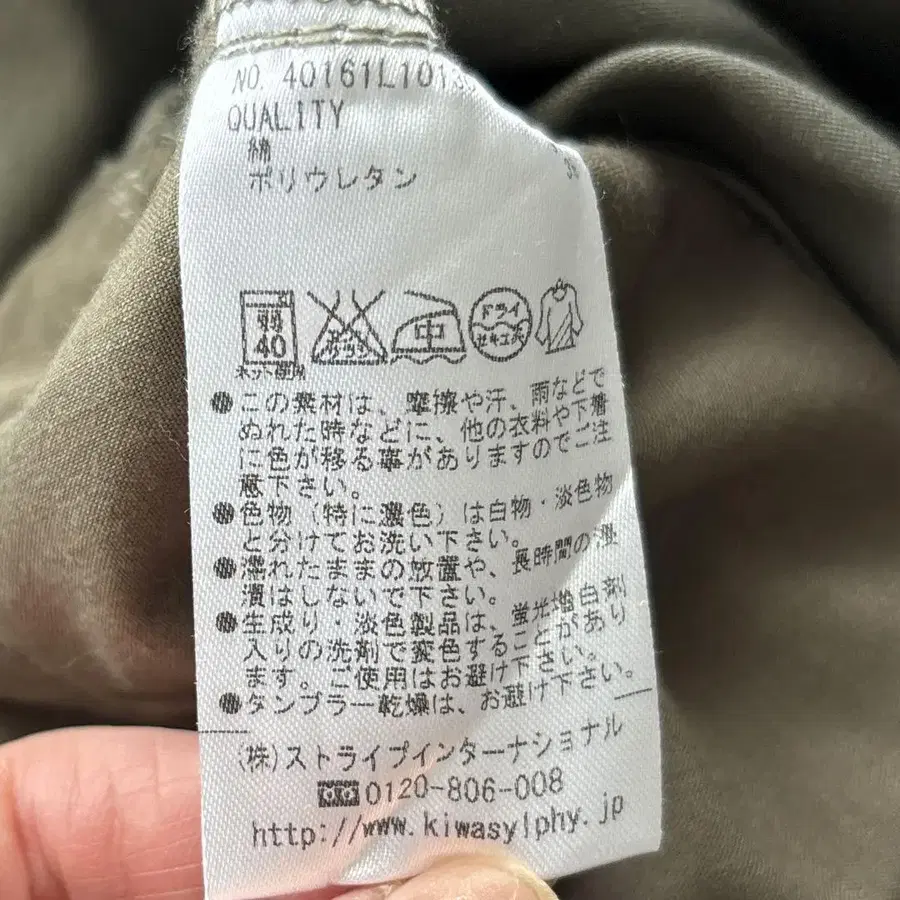 NO. 40161L1013
QUALITY
綿
ポリウレタン
弱
40
ネット使用
エンソ
サラシ
中
ドライ
セキユ系
●この素材は、摩擦や汗、雨などで
ぬれた時などに、他の衣料や下着
に色が移る事がありますのでご注
意下さい。
●色物(特に濃色)は白物・淡色物
と分けてお洗い下さい。
●濡れたままの放置や、長時間の浸
漬はしないで下さい。
●生成り・淡色製品は、蛍光増白剤
入りの洗剤で変色することがあり
ます。ご使用はお避け下さい。
●タンブラー乾燥は、お避け下さい。
(株)ストライプインターナショナル
0120-806-008
http://www.kiwasylphy.jp